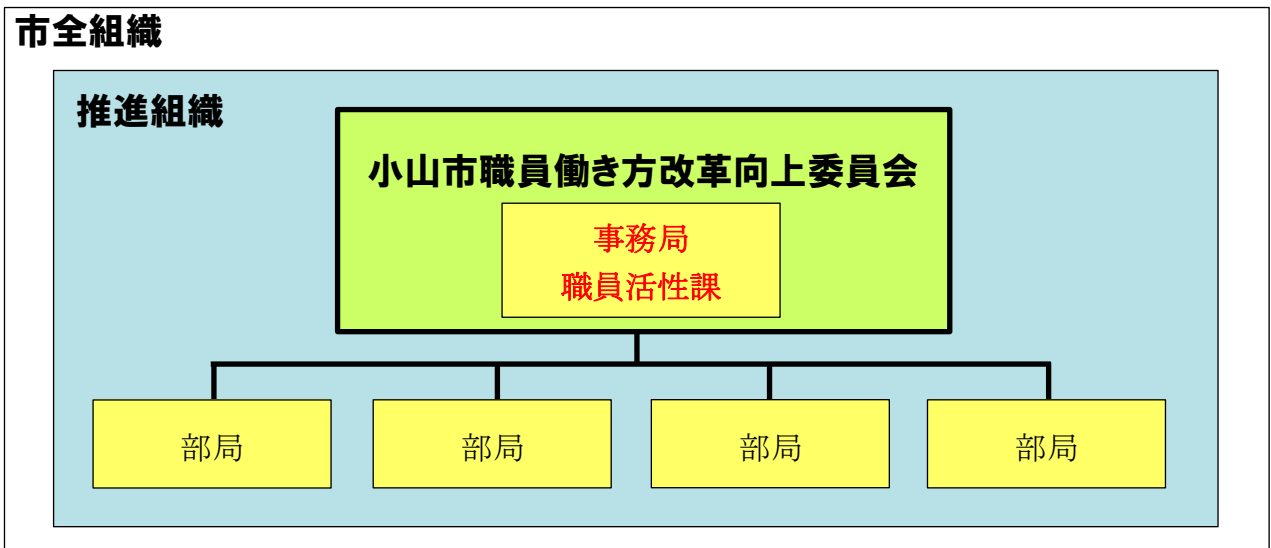 市全組織
推進組織
小山市職員働き方改革向上委員会
事務局
職員活性課
部局
部局
部局
部局